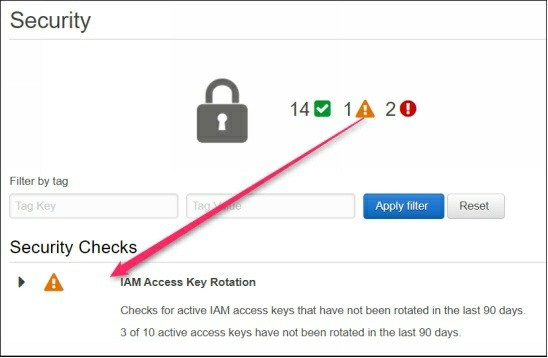 Security
14 1 2
Filter by tag
Tag Key
Tag Value
Apply filter
Reset
Security Checks
IAM Access Key Rotation
Checks for active IAM access keys that have not been rotated in the last 90 days.
3 of 10 active access keys have not been rotated in the last 90 days.